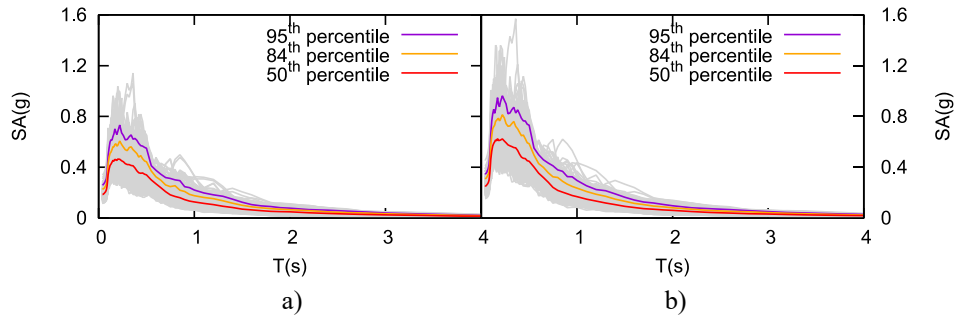 1.6
1.2
0.8
0.4
0
SA(g)
95th percentile
84th percentile
50th percentile
0 1 2 3
T(s)
a)
95th percentile
84th percentile
50th percentile
1.6
1.2
0.8
0.4
0
SA(g)
4 1 2 3 4
T(s)
b)